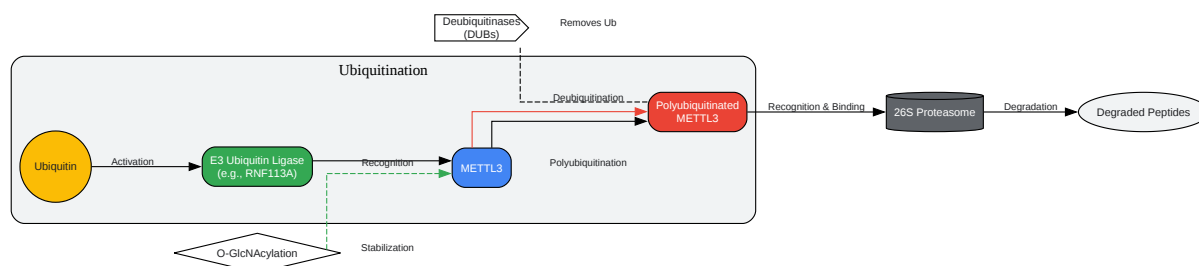 Deubiquitinases
(DUBs)
Removes Ub
Ubiquitination
Deubiquitination
Polyubiquitinated
METTL3
Recognition & Binding
26S Proteasome
Degradation
Degraded Peptides
Ubiquitin
Activation
E3 Ubiquitin Ligase
(e.g., RNF113A)
Recognition
METTL3
Polyubiquitination
O-GlcNAcylation
Stabilization